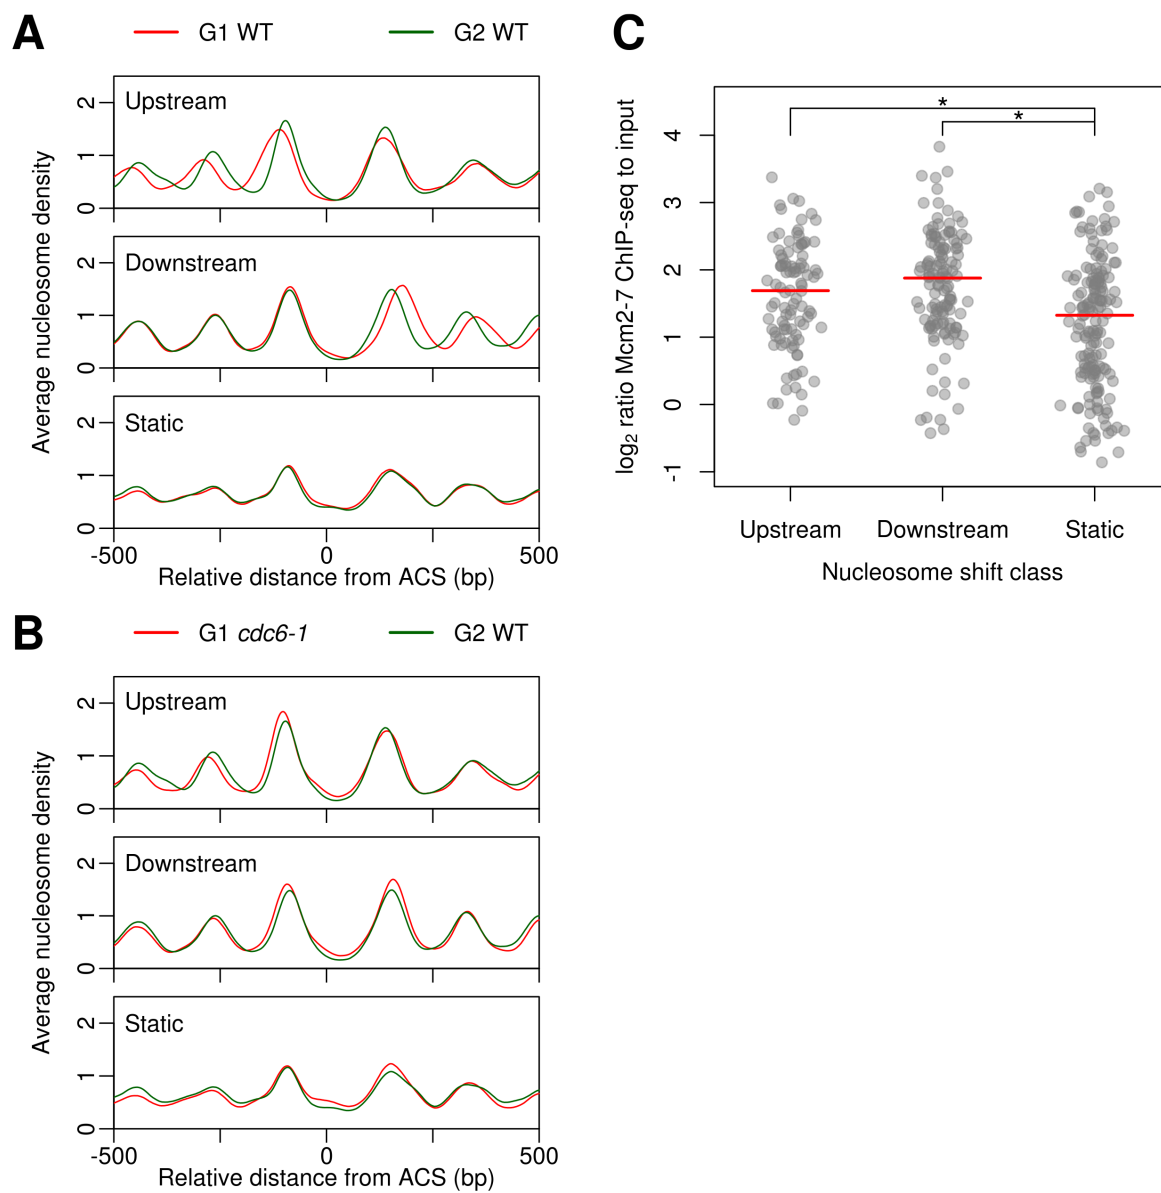 A
G1 WT
G2 WT
Average nucleosome density
Upstream
2
1
0
Downstream
2
1
0
Static
2
1
0
-500
0
500
Relative distance from ACS (bp)
B
G1 cdc6-1
G2 WT
Average nucleosome density
Upstream
2
1
0
Downstream
2
1
0
Static
2
1
0
-500
0
500
Relative distance from ACS (bp)
C
log2 ratio Mcm2-7 ChIP-seq to input
*
*
4
3
2
1
0
-1
Upstream
Downstream
Static
Nucleosome shift class